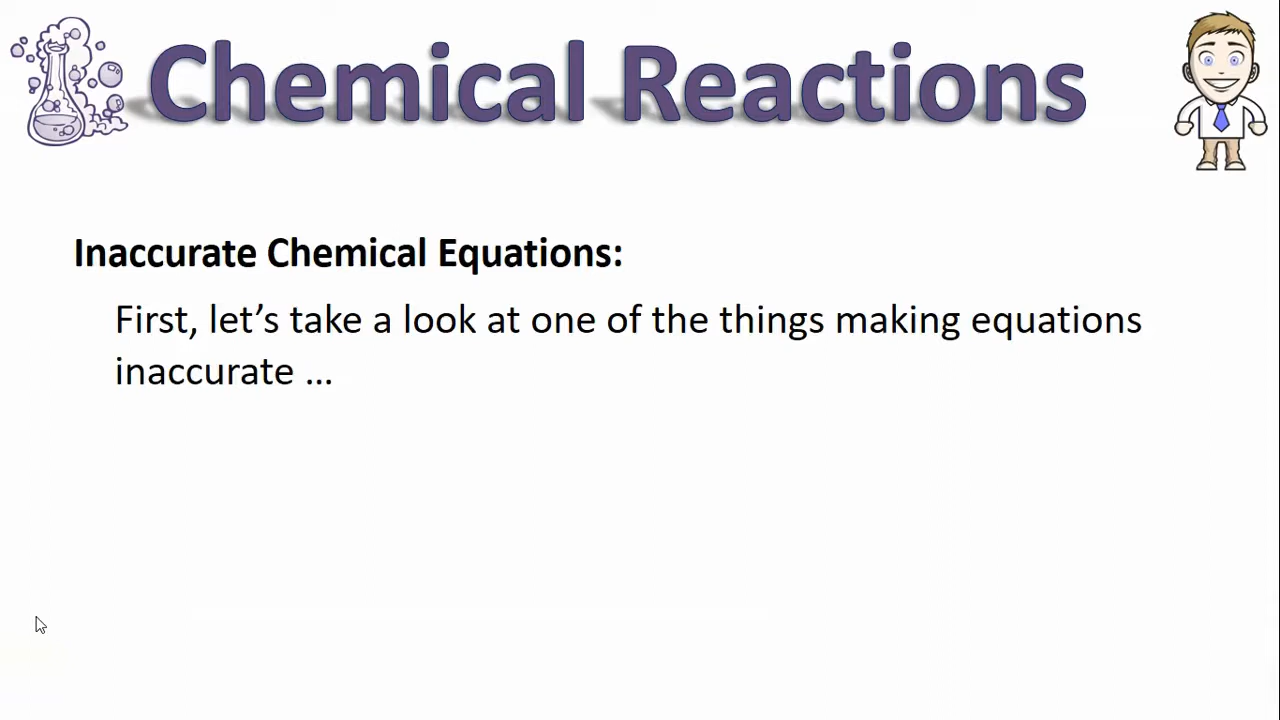 Chemical Reactions
Inaccurate Chemical Equations:
First, let’s take a look at one of the things making equations
inaccurate …